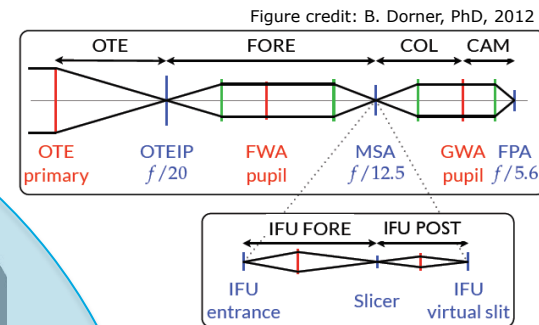 Figure credit: B. Dorner, PhD, 2012
OTE FORE COL CAM
OTE OTEIP FWA MSA GWA FPA
primary f/20 pupil f/12.5 pupil f/5.6
IFU FORE IFU POST
IFU Slicer IFU
entrance virtual slit